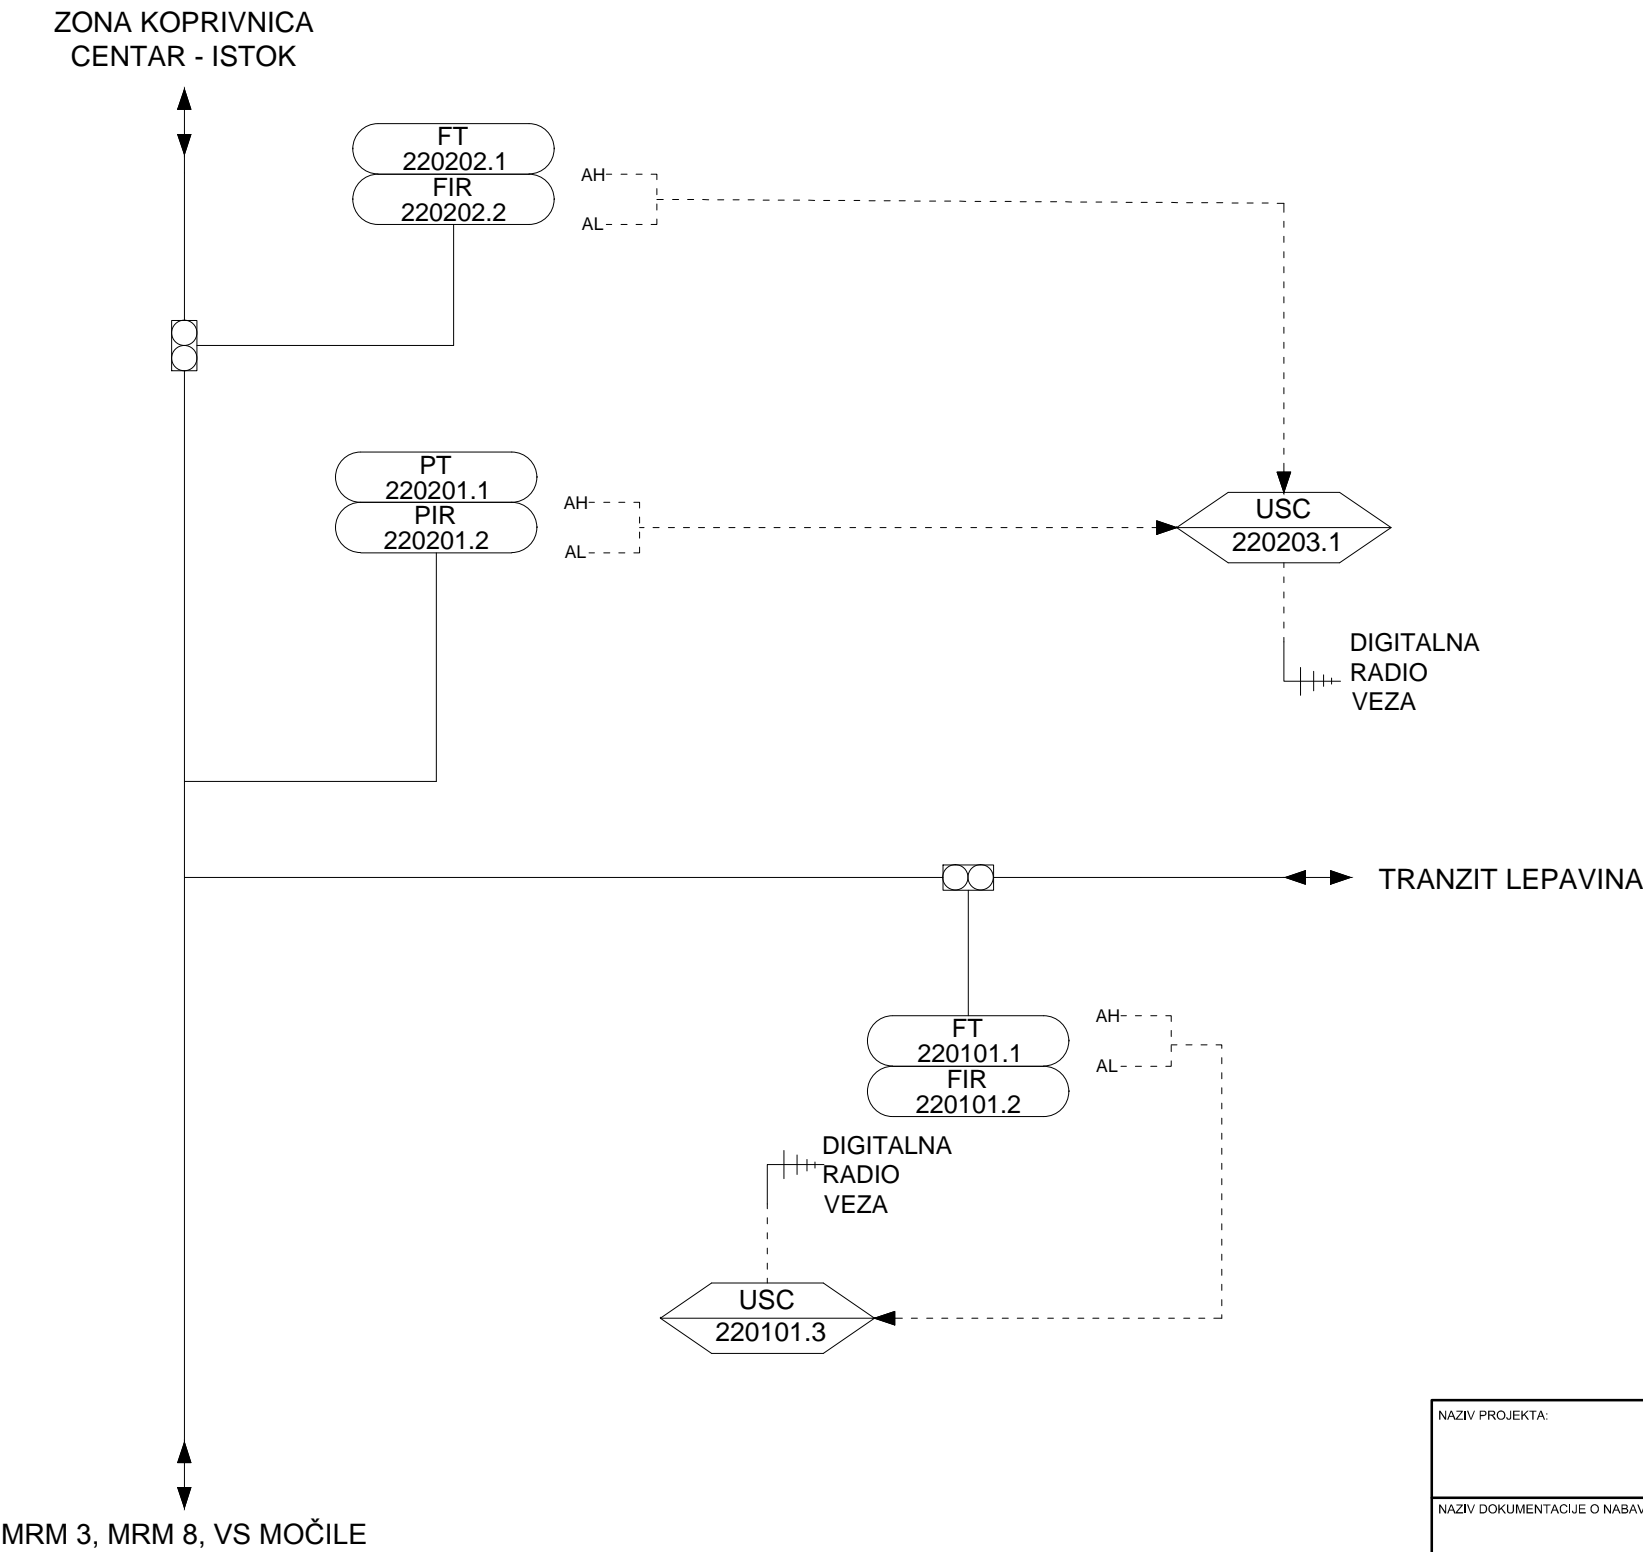 ZONA KOPRIVNICA
CENTAR - ISTOK
FT
220202.1
FIR
220202.2
AH
AL
PT
220201.1
PIR
220201.2
AH
AL
USC
220203.1
DIGITALNA
RADIO
VEZA
TRANZIT LEPAVINA
FT
220101.1
FIR
220101.2
AH
AL
DIGITALNA
RADIO
VEZA
USC
220101.3
NAZIV PROJEKTA:
NAZIV DOKUMENTACIJE O NABAV
MRM 3, MRM 8, VS MOČILE